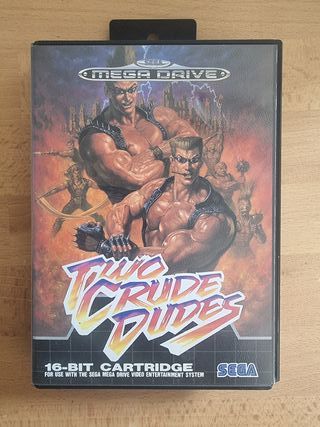 SEGA
MEGA DRIVE
TWO
CRUDE
DUDES
16-BIT CARTRIDGE
FOR USE WITH THE SEGA MEGA DRIVE VIDEO ENTERTAINMENT SYSTEM
SEGA